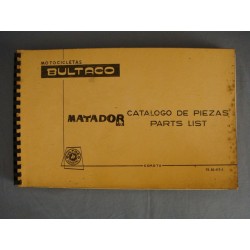 MOTOCICLETAS
BULTACO
MATADOR
CATALOGO DE PIEZAS
PARTS LIST